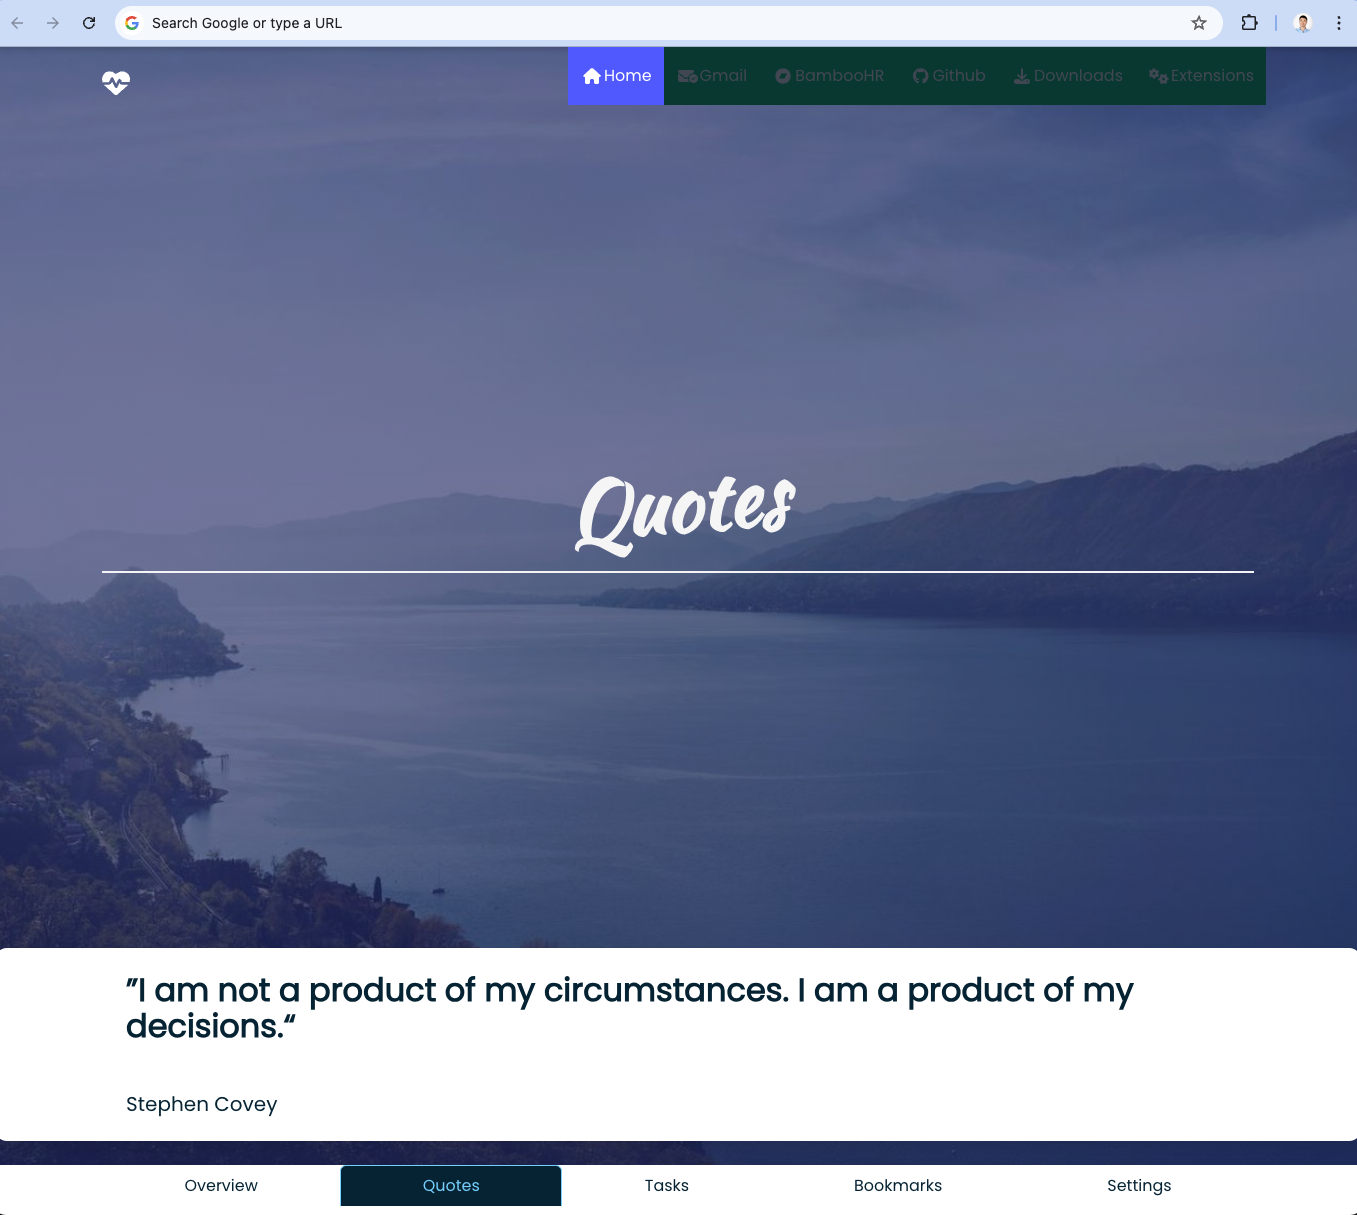 Search Google or type a URL
Home Gmail BambooHR Github Downloads Extensions
Quotes
”I am not a product of my circumstances. I am a product of my
decisions.“
Stephen Covey
Overview Quotes Tasks Bookmarks Settings